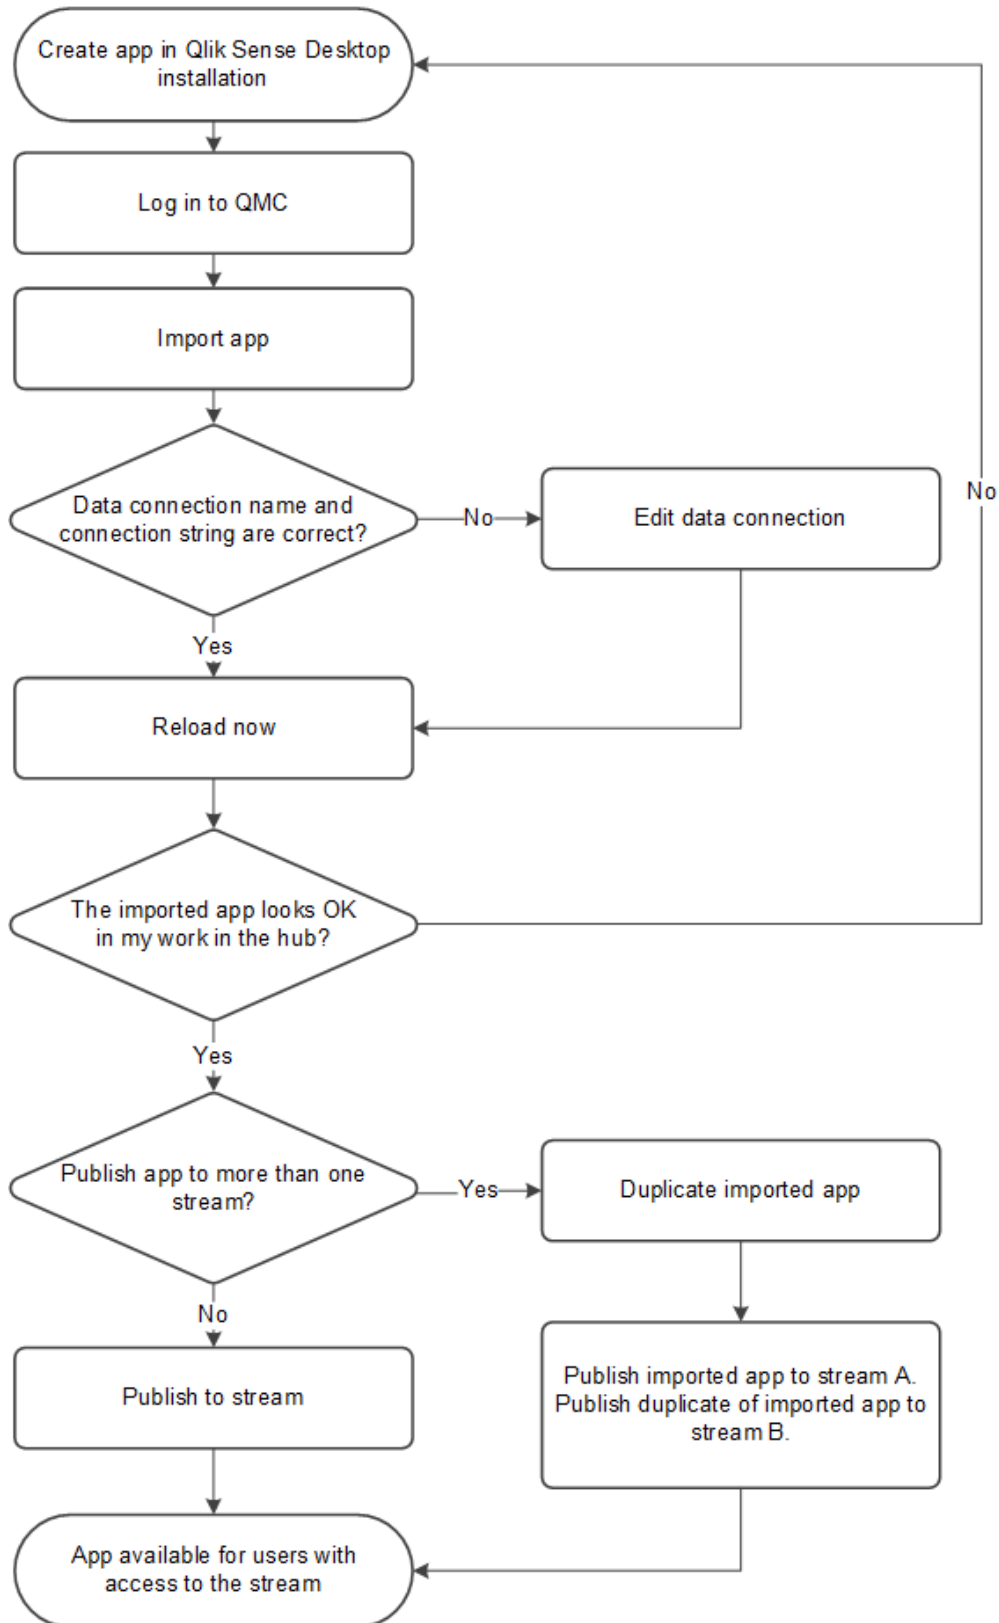 Create app in Qlik Sense Desktop
installation
Log in to QMC
Import app
Data connection name and
connection string are correct?
No
Edit data connection
No
Yes
Reload now
The imported app looks OK
in my work in the hub?
Yes
Publish app to more than one
stream?
Yes
Duplicate imported app
No
Publish to stream
Publish imported app to stream A.
Publish duplicate of imported app to
stream B.
App available for users with
access to the stream